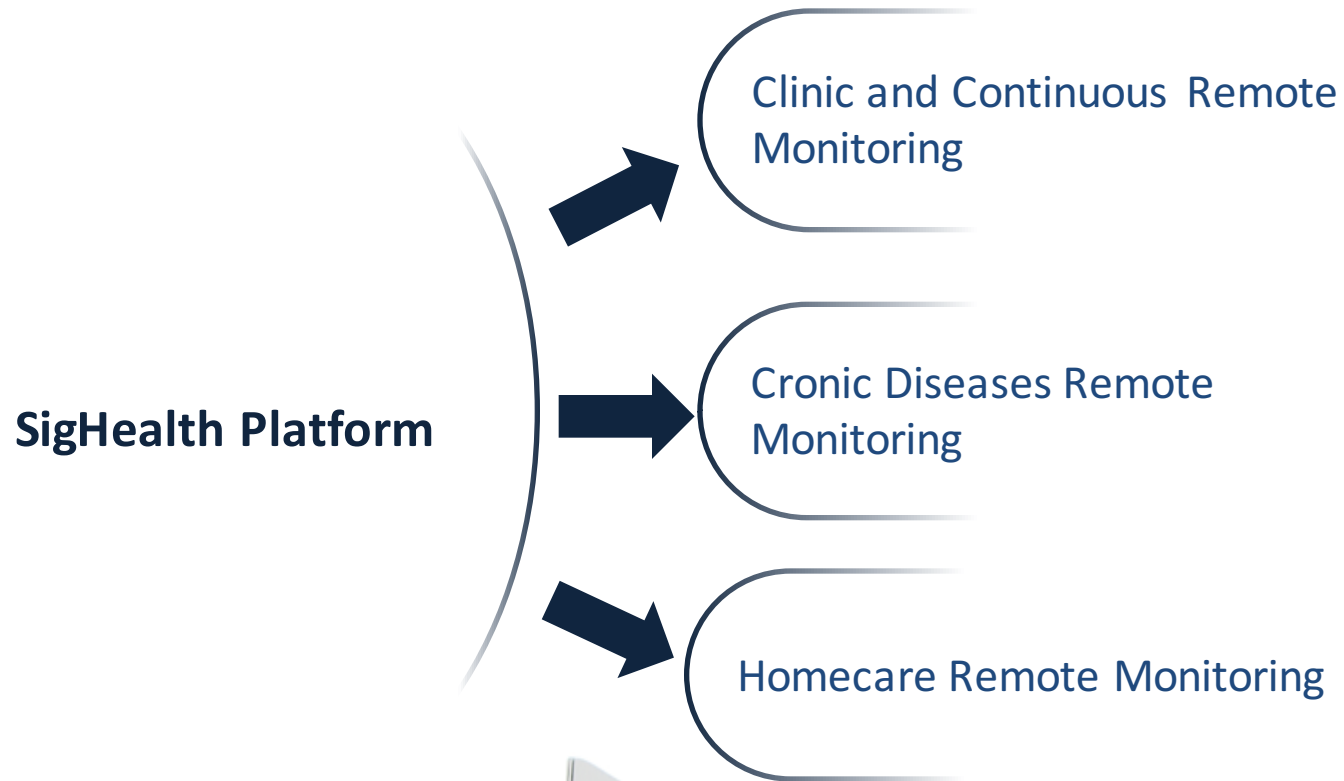 Clinic and Continuous Remote
Monitoring
Cronic Diseases Remote
Monitoring
SigHealth Platform
Homecare Remote Monitoring